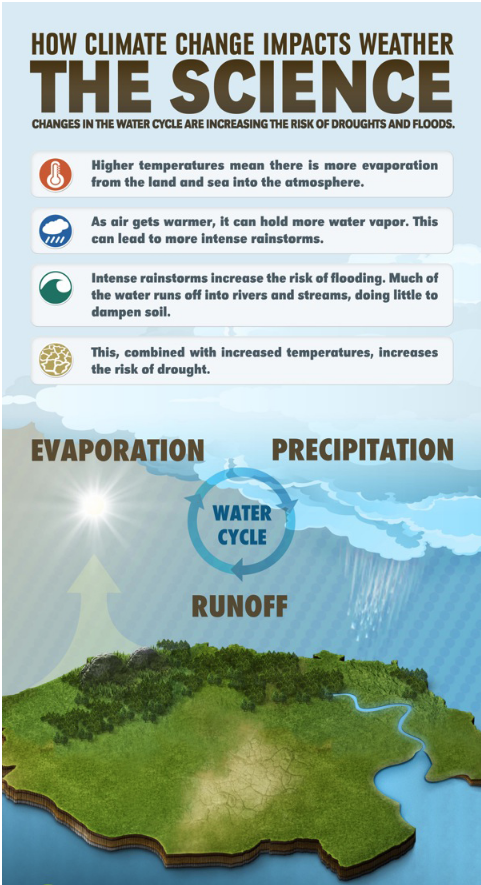 HOW CLIMATE CHANGE IMPACTS WEATHER
THE SCIENCE
CHANGES IN THE WATER CYCLE ARE INCREASING THE RISK OF DROUGHTS AND FLOODS.
Higher temperatures mean there is more evaporation
from the land and sea into the atmosphere.
As air gets warmer, it can hold more water vapor. This
can lead to more intense rainstorms.
Intense rainstorms increase the risk of flooding. Much of
the water runs off into rivers and streams, doing little to
dampen soil.
This, combined with increased temperatures, increases
the risk of drought.
EVAPORATION
PRECIPITATION
WATER
CYCLE
RUNOFF